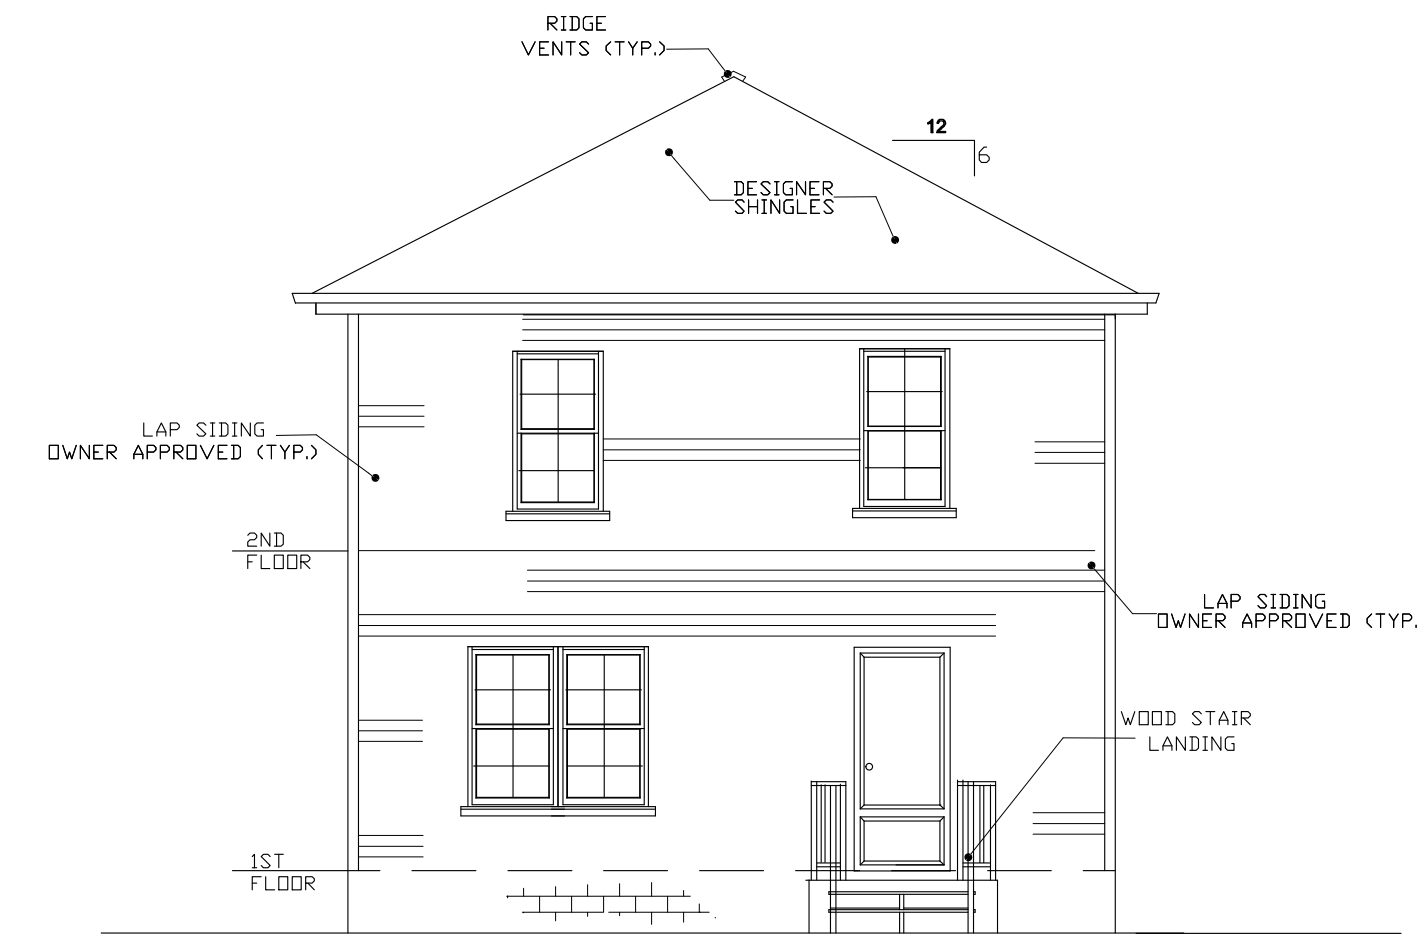 RIDGE
VENTS (TYP.)
12
6
DESIGNER
SHINGLES
LAP SIDING
OWNER APPROVED (TYP.)
2ND
FLOOR
LAP SIDING
OWNER APPROVED (TYP.
WOOD STAIR
LANDING
1ST
FLOOR